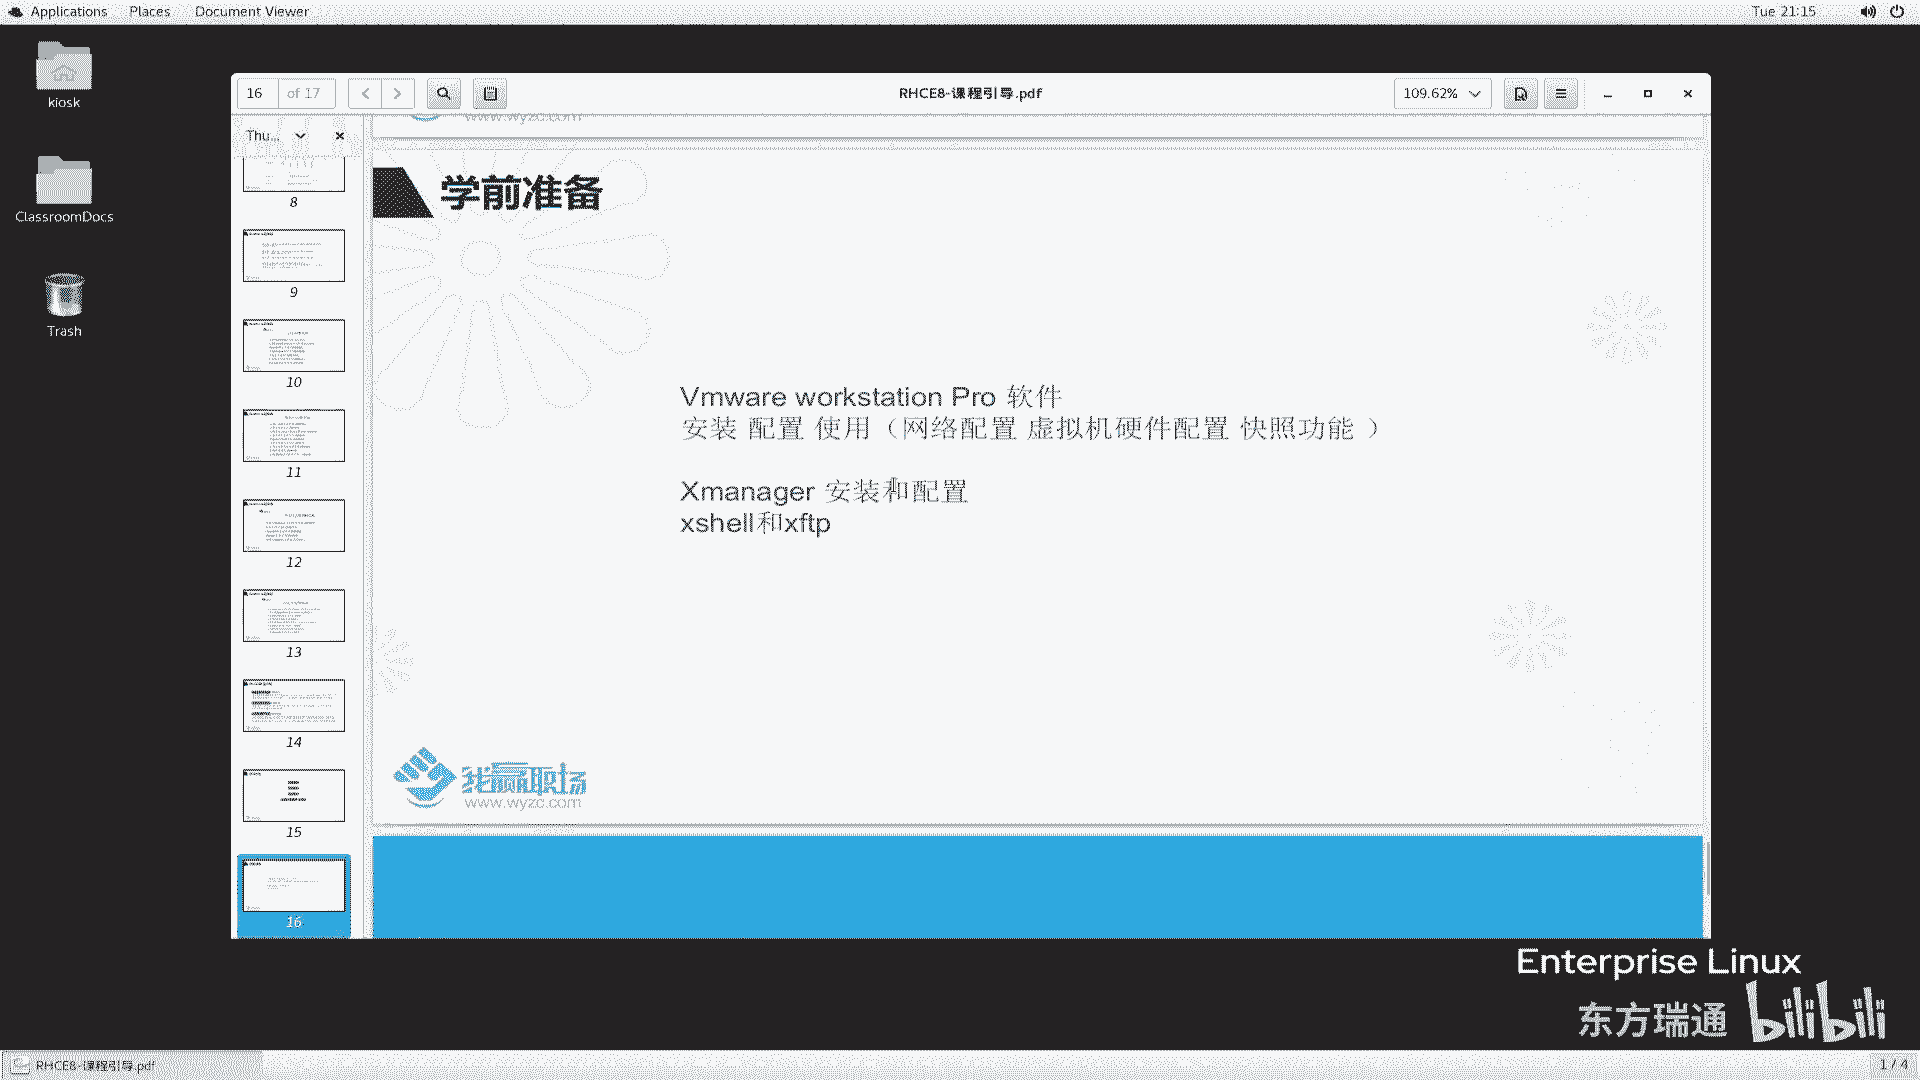 Applications Places Document Viewer Tue 21:15
kiosk
ClassroomDocs
Trash
16 of 17 RHCE8-课程引导.pdf 109.62%
Thu...
www.wyzc.com
8
9
10
11
12
13
14
15
16
学前准备
Vmware workstation Pro 软件
安装 配置 使用（网络配置 虚拟机硬件配置 快照功能 ）
Xmanager 安装和配置
xshell和xftp
我赢职场
www.wyzc.com
Enterprise Linux
东方瑞通 bilibili
RHCE8-课程引导.pdf 1 / 4